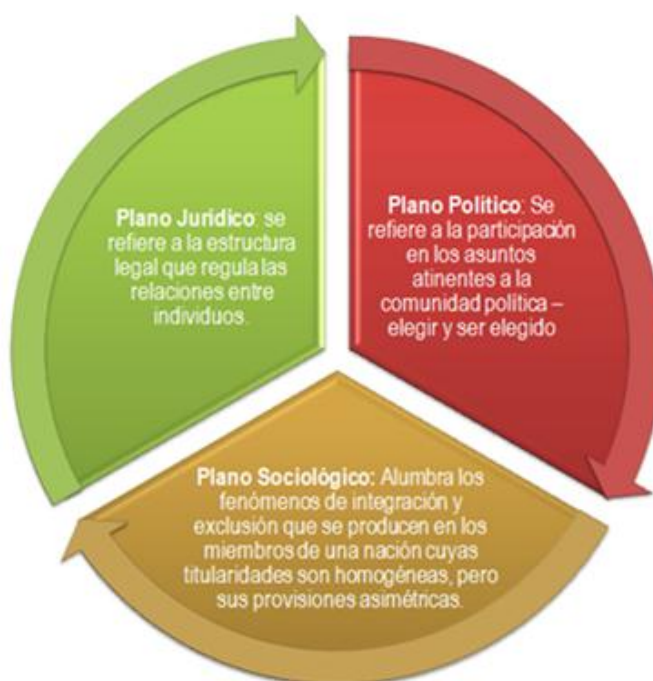 Plano Jurídico: se
refiere a la estructura
legal que regula las
relaciones entre
individuos.
Plano Político: Se
refiere a la participación
en los asuntos
atinentes a la
comunidad política –
elegir y ser elegido
Plano Sociológico: Alumbra los
fenómenos de integración y
exclusión que se producen en los
miembros de una nación cuyas
titularidades son homogéneas, pero
sus provisiones asimétricas.